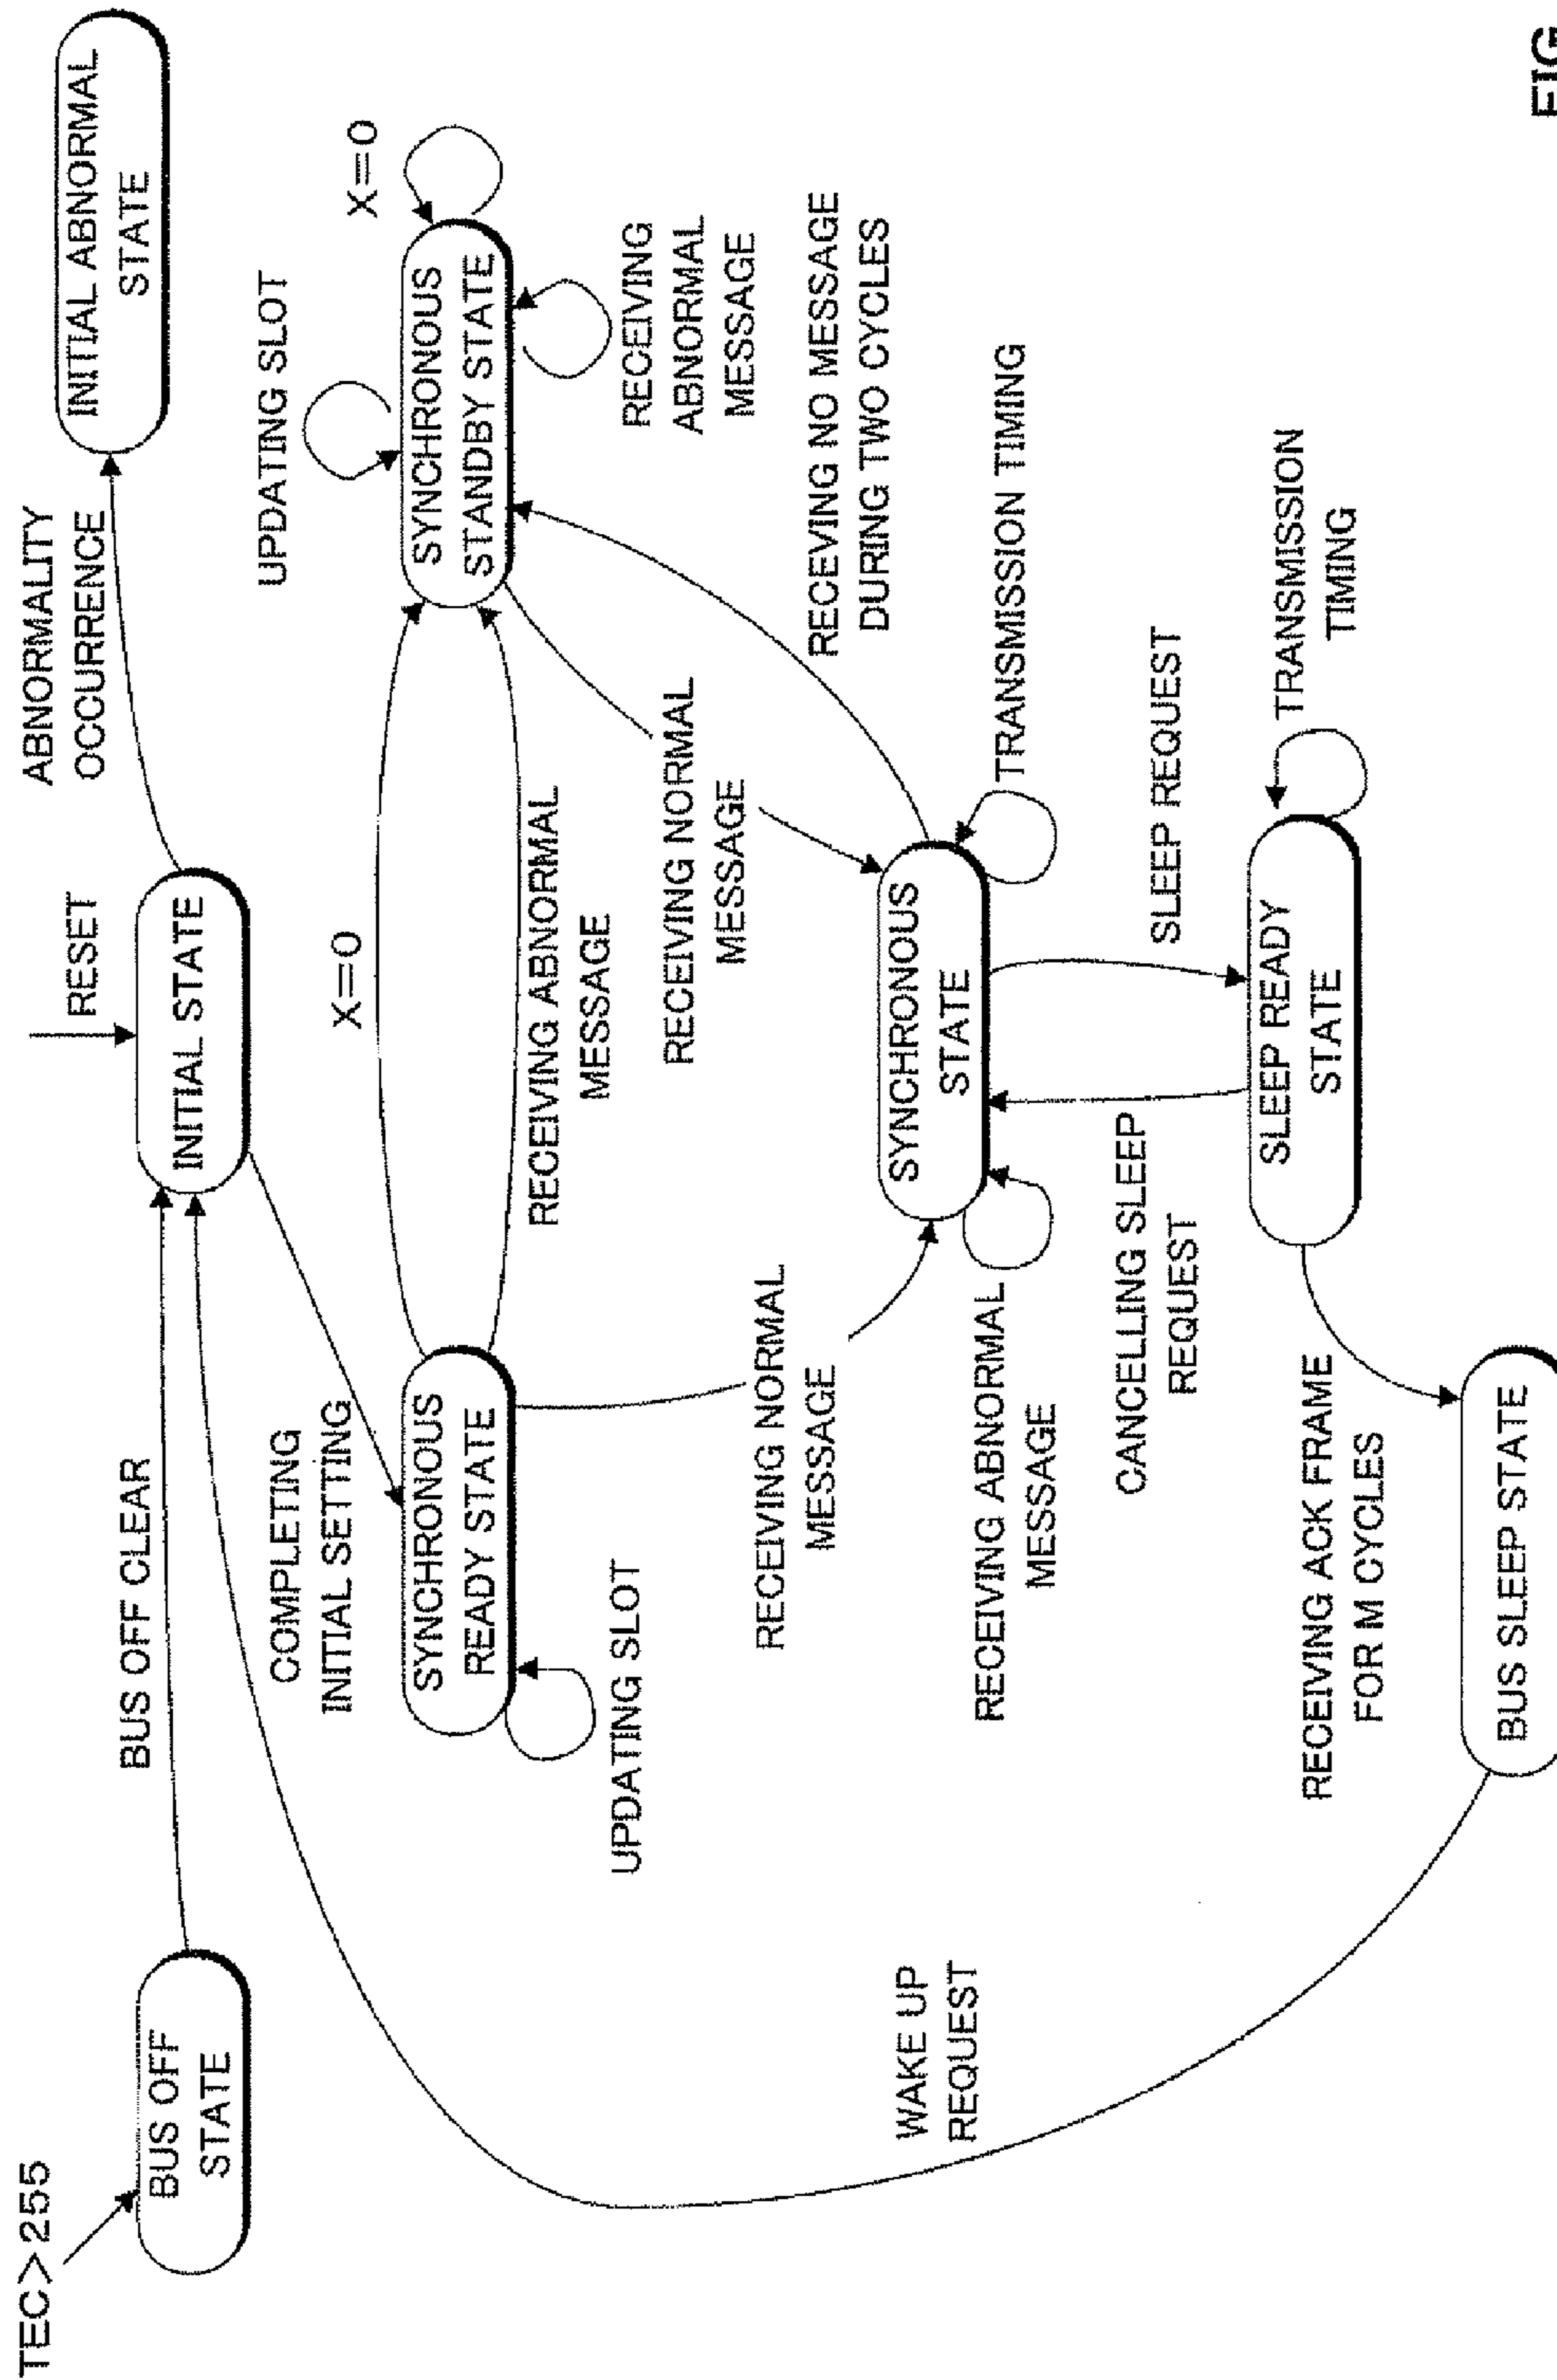 TEC>255
BUS OFF
STATE
BUS OFF CLEAR
RESET
INITIAL STATE
ABNORMALITY
OCCURRENCE
INITIAL ABNORMAL
STATE
COMPLETING
INITIAL SETTING
SYNCHRONOUS
READY STATE
UPDATING SLOT
X=0
RECEIVING ABNORMAL
MESSAGE
UPDATING SLOT
SYNCHRONOUS
STANDBY STATE
X=0
RECEIVING
ABNORMAL
MESSAGE
RECEIVING NORMAL
MESSAGE
RECEIVING NORMAL
MESSAGE
RECEVING NO MESSAGE
DURING TWO CYCLES
SYNCHRONOUS
STATE
TRANSMISSION TIMING
RECEIVING ABNORMAL
MESSAGE
CANCELLING SLEEP
REQUEST
SLEEP REQUEST
SLEEP READY
STATE
TRANSMISSION
TIMING
RECEIVING ACK FRAME
FOR M CYCLES
BUS SLEEP STATE
WAKE UP
REQUEST
FIG